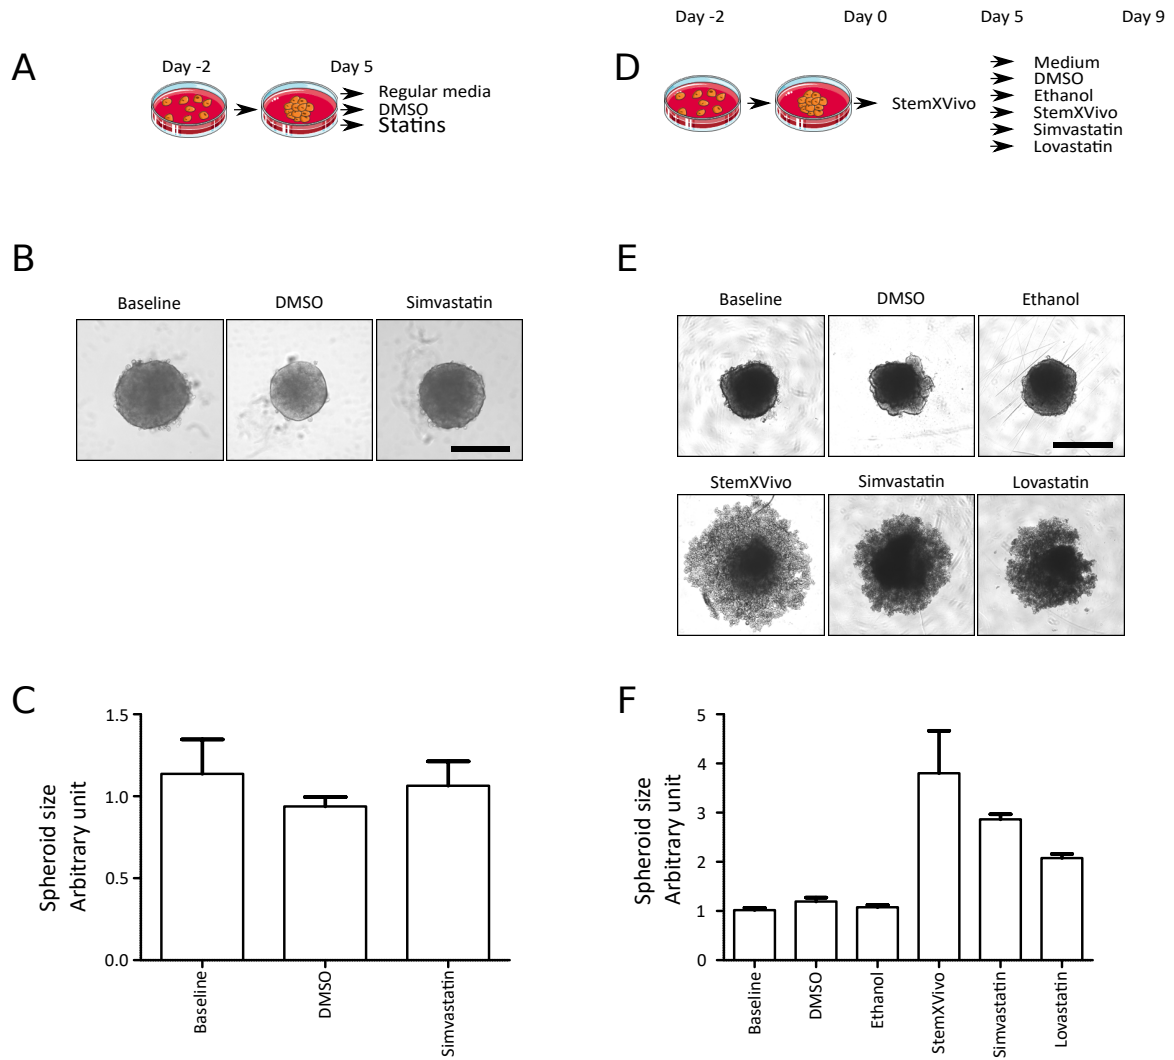 Day -2 Day 0 Day 5 Day 9
A
Day -2 Day 5
Regular media
DMSO
Statins
D
StemXVivo
Medium
DMSO
Ethanol
StemXVivo
Simvastatin
Lovastatin
B
Baseline DMSO Simvastatin
E
Baseline DMSO Ethanol
StemXVivo Simvastatin Lovastatin
C
Spheroid size
Arbitrary unit
1.5
1.0
0.5
0.0
Baseline
DMSO
Simvastatin
F
Spheroid size
Arbitrary unit
5
4
3
2
1
0
Baseline
DMSO
Ethanol
StemXVivo
Simvastatin
Lovastatin